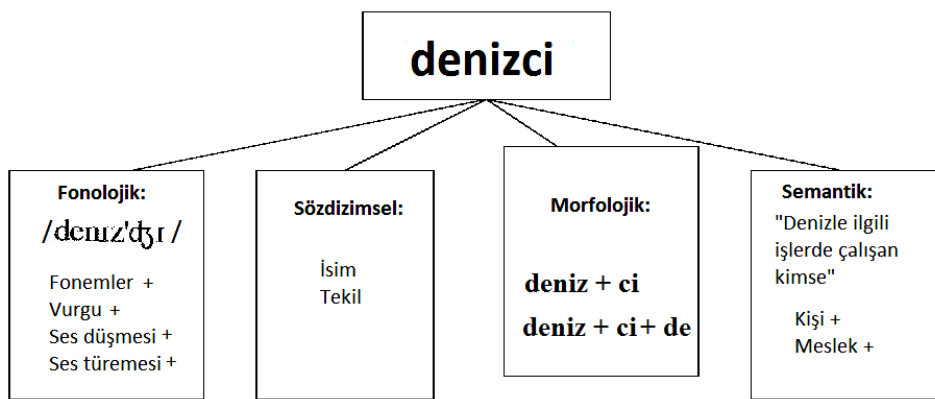 denizci
Fonolojik:
/denɪz'ʤɪ/
Fonemler +
Vurgu +
Ses düşmesi +
Ses türemesi +
Sözdizimsel:
İsim
Tekil
Morfolojik:
deniz + ci
deniz + ci + de
Semantik:
"Denizle ilgili
işlerde çalışan
kimse"
Kişi +
Meslek +